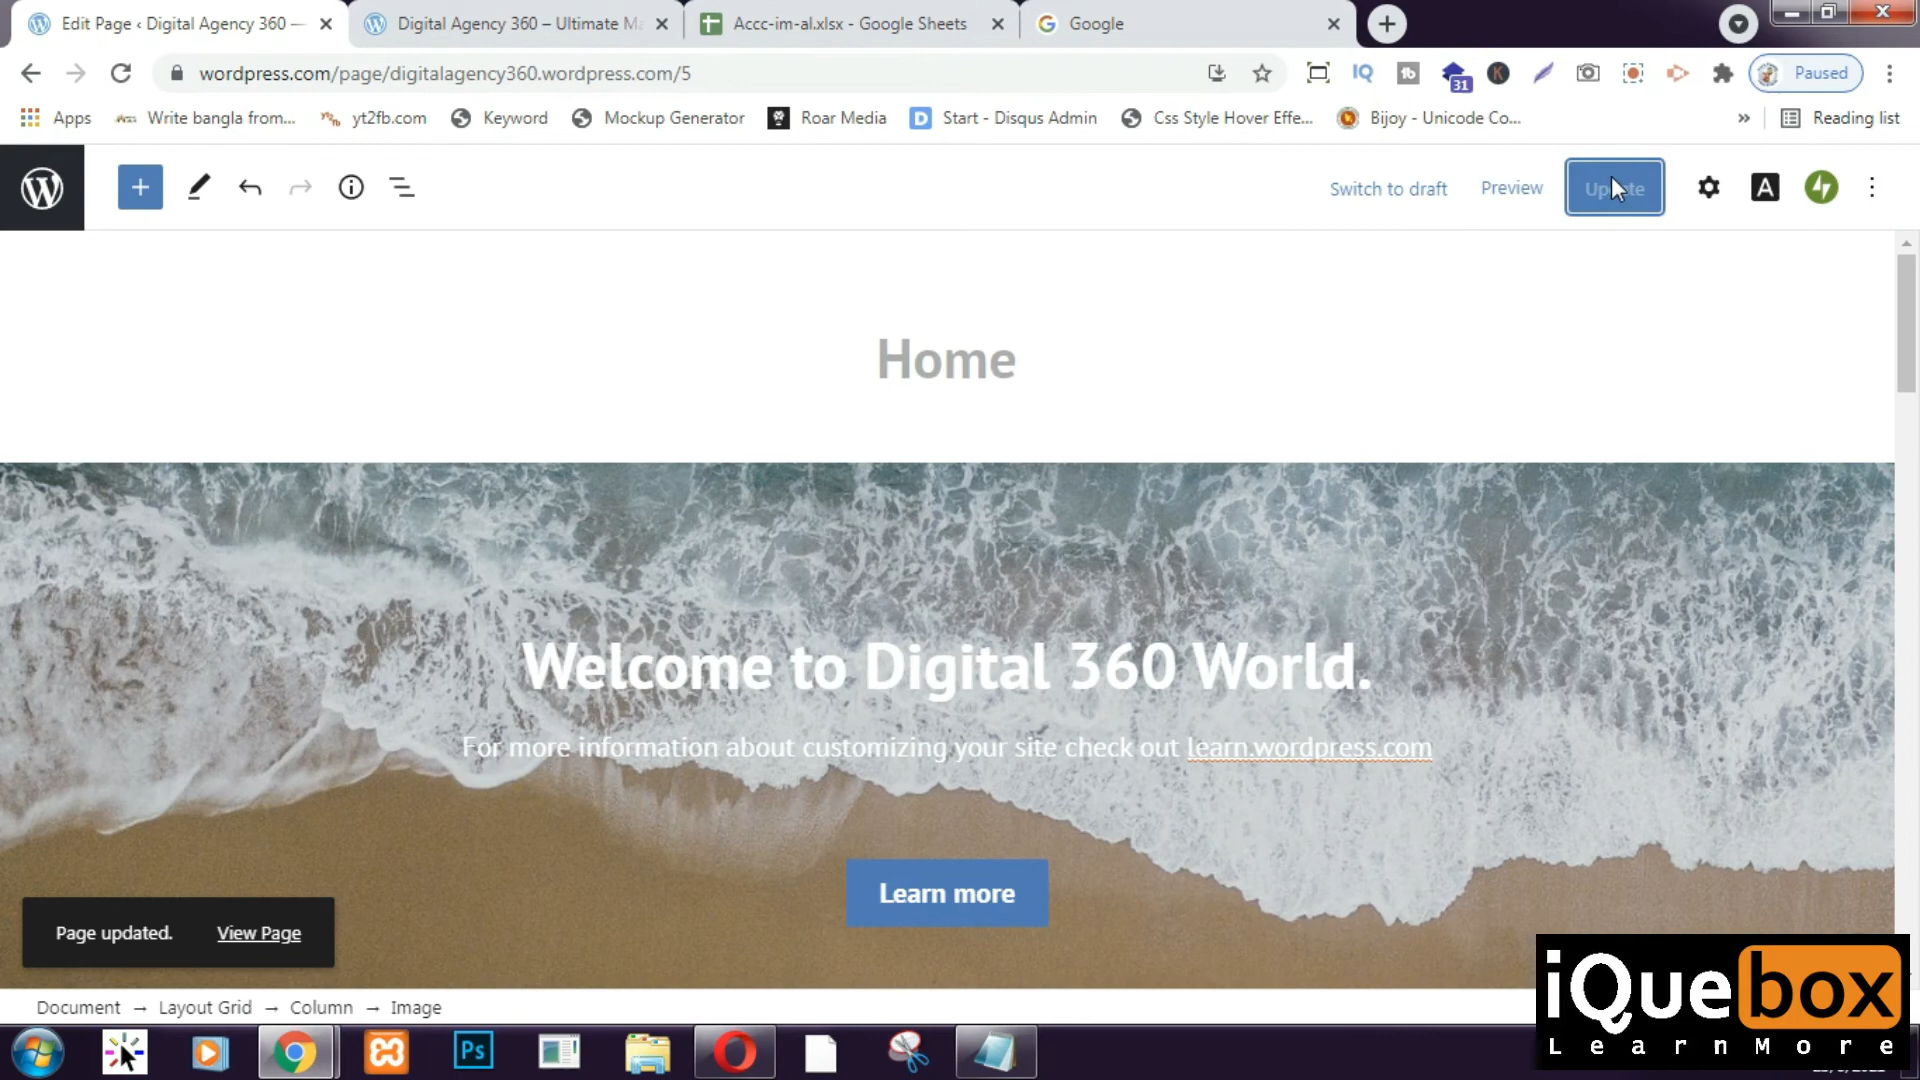 Edit Page ‹ Digital Agency 360 —
Digital Agency 360 – Ultimate Ma
Accc-im-al.xlsx - Google Sheets
Google
wordpress.com/page/digitalagency360.wordpress.com/5
31
Paused
Apps
Write bangla from...
yt2fb.com
Keyword
Mockup Generator
Roar Media
Start - Disqus Admin
Css Style Hover Effe...
Bijoy - Unicode Co...
»
Reading list
Switch to draft
Preview
Update
Home
Welcome to Digital 360 World.
For more information about customizing your site check out learn.wordpress.com
Learn more
Page updated.
View Page
Document → Layout Grid → Column → Image
iQuebox
LearnMore
Ps